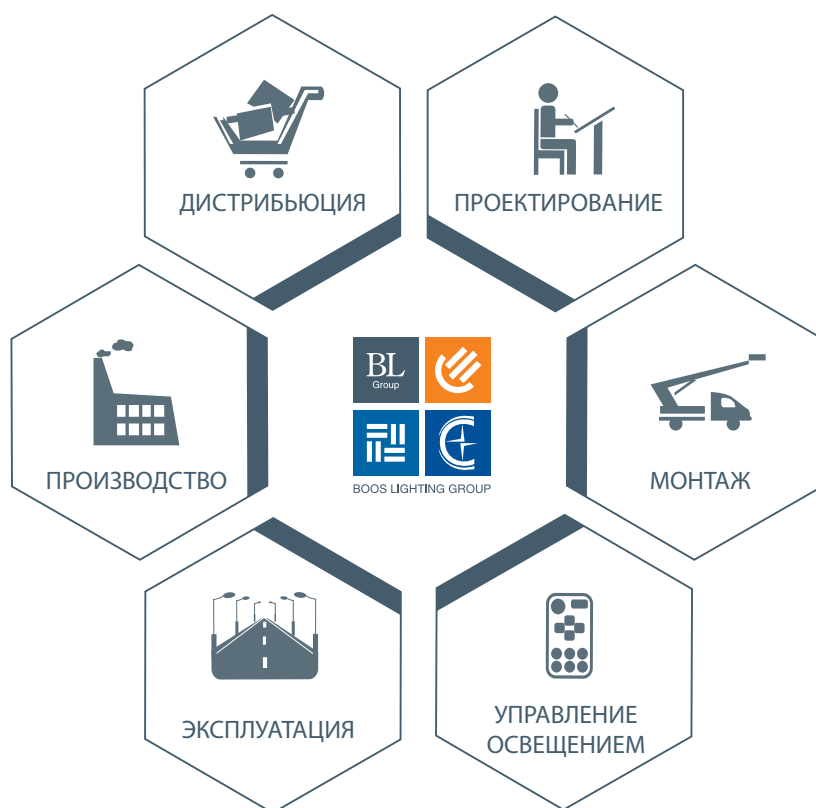 ДИСТРИБЬЮЦИЯ
ПРОЕКТИРОВАНИЕ
BL
Group
BOOS LIGHTING GROUP
ПРОИЗВОДСТВО
МОНТАЖ
ЭКСПЛУАТАЦИЯ
УПРАВЛЕНИЕ
ОСВЕЩЕНИЕМ